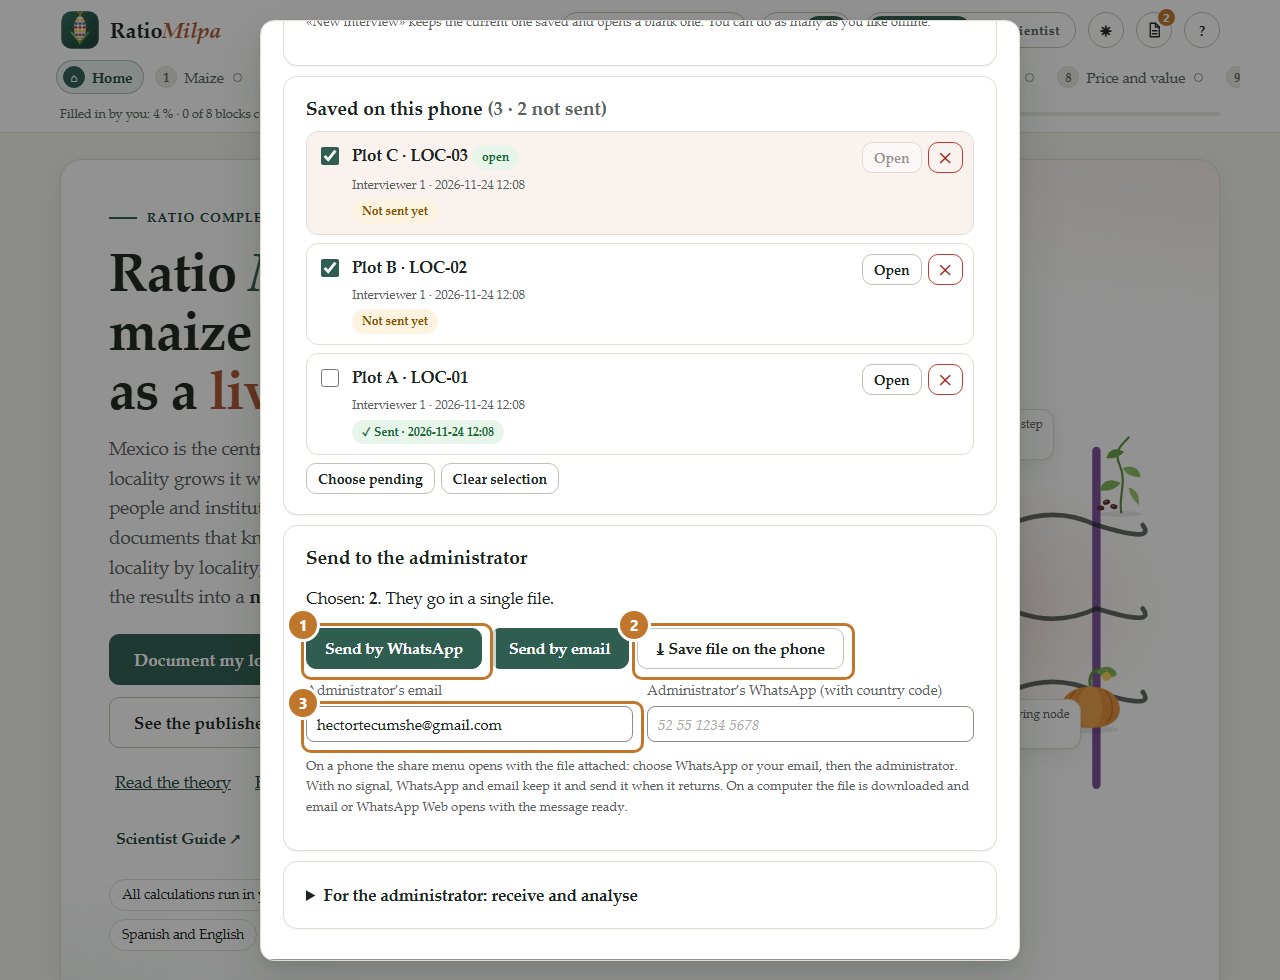 RatioMilpa
ientist
2
?
Home
1 Maize
8 Price and value
9
Filled in by you: 4 % · 0 of 8 blocks c
«New interview» keeps the current one saved and opens a blank one. You can do as many as you like offline.
Saved on this phone (3 · 2 not sent)
Plot C · LOC-03 open
Open ✕
Interviewer 1 · 2026-11-24 12:08
Not sent yet
Plot B · LOC-02
Open ✕
Interviewer 1 · 2026-11-24 12:08
Not sent yet
Plot A · LOC-01
Open ✕
Interviewer 1 · 2026-11-24 12:08
✓ Sent · 2026-11-24 12:08
Choose pending Clear selection
Send to the administrator
Chosen: 2. They go in a single file.
1 2
Send by WhatsApp Send by email ⤓ Save file on the phone
Administrator's email Administrator's WhatsApp (with country code)
3
hectortecumshe@gmail.com 52 55 1234 5678
On a phone the share menu opens with the file attached: choose WhatsApp or your email, then the administrator.
With no signal, WhatsApp and email keep it and send it when it returns. On a computer the file is downloaded and
email or WhatsApp Web opens with the message ready.
▶ For the administrator: receive and analyse
RATIO COMPLE
Ratio
maize
as a liv
Mexico is the centr
locality grows it w
people and institut
documents that kn
locality by locality,
the results into a n
Document my lo
See the publishe
Read the theory
Scientist Guide ↗
All calculations run in y
Spanish and English
step
ving node